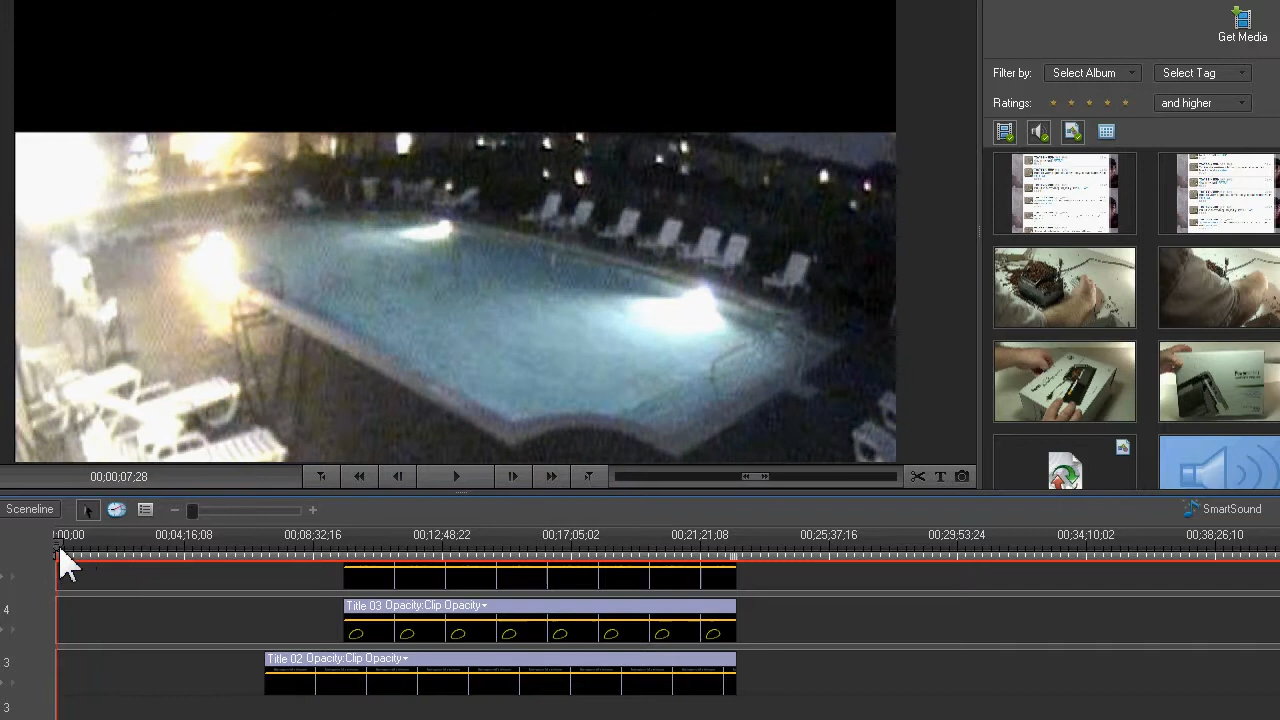 Get Media
Filter by: Select Album Select Tag
Ratings: and higher
00;00;07;28
Sceneline
SmartSound
00;00 00;04;16;08 00;08;32;16 00;12;48;22 00;17;05;02 00;21;21;08 00;25;37;16 00;29;53;24 00;34;10;02 00;38;26;10
4 Title 03 Opacity:Clip Opacity
3 Title 02 Opacity:Clip Opacity
3